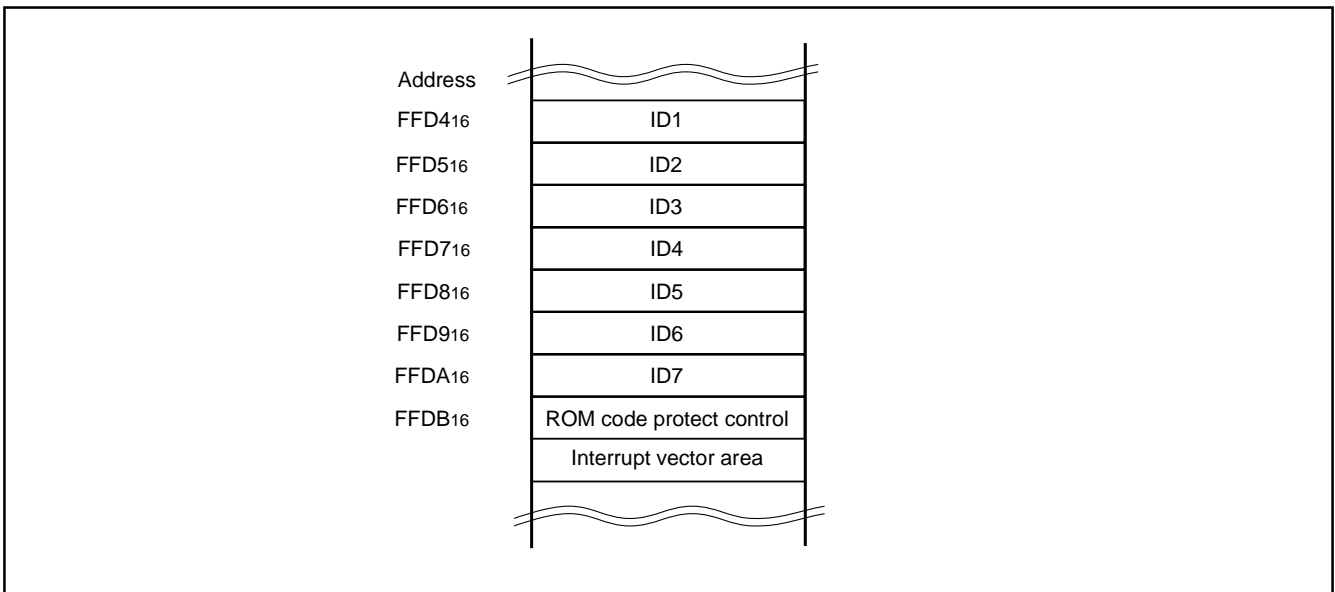 Address
FFD416 ID1
FFD516 ID2
FFD616 ID3
FFD716 ID4
FFD816 ID5
FFD916 ID6
FFDA16 ID7
FFDB16 ROM code protect control
Interrupt vector area